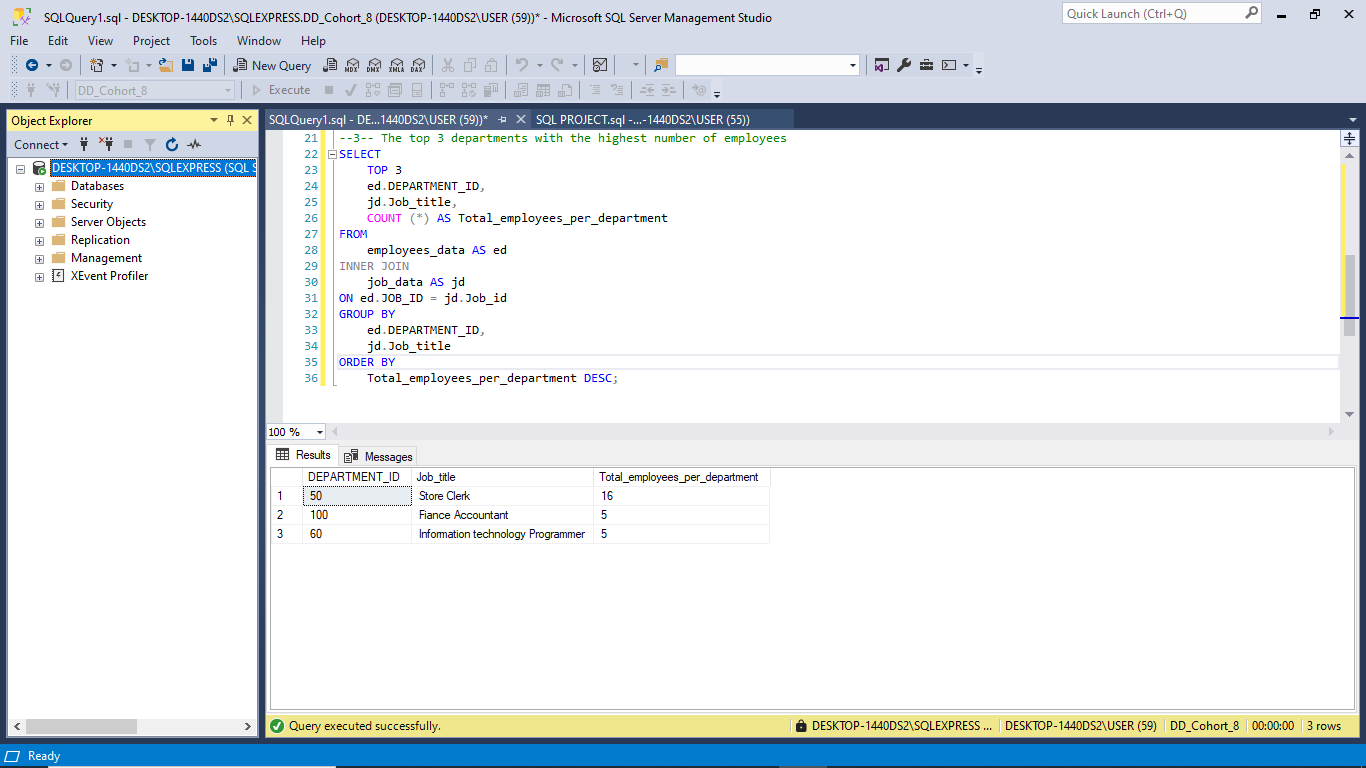 SQLQuery1.sql - DESKTOP-1440DS2\SQLEXPRESS.DD_Cohort_8 (DESKTOP-1440DS2\USER (59))* - Microsoft SQL Server Management Studio
Quick Launch (Ctrl+Q)
File Edit View Project Tools Window Help
New Query MDX DMX XMLA DAX
DD_Cohort_8 Execute
Object Explorer
Connect
DESKTOP-1440DS2\SQLEXPRESS (SQL S
Databases
Security
Server Objects
Replication
Management
XEvent Profiler
SQLQuery1.sql - DE...1440DS2\USER (59))* SQL PROJECT.sql -...-1440DS2\USER (55))
21 --3-- The top 3 departments with the highest number of employees
22 SELECT
23 TOP 3
24 ed.DEPARTMENT_ID,
25 jd.Job_title,
26 COUNT (*) AS Total_employees_per_department
27 FROM
28 employees_data AS ed
29 INNER JOIN
30 job_data AS jd
31 ON ed.JOB_ID = jd.Job_id
32 GROUP BY
33 ed.DEPARTMENT_ID,
34 jd.Job_title
35 ORDER BY
36 Total_employees_per_department DESC;
100 %
Results Messages
DEPARTMENT_ID Job_title Total_employees_per_department
1 50 Store Clerk 16
2 100 Fiance Accountant 5
3 60 Information technology Programmer 5
Query executed successfully. DESKTOP-1440DS2\SQLEXPRESS ... DESKTOP-1440DS2\USER (59) DD_Cohort_8 00:00:00 3 rows
Ready